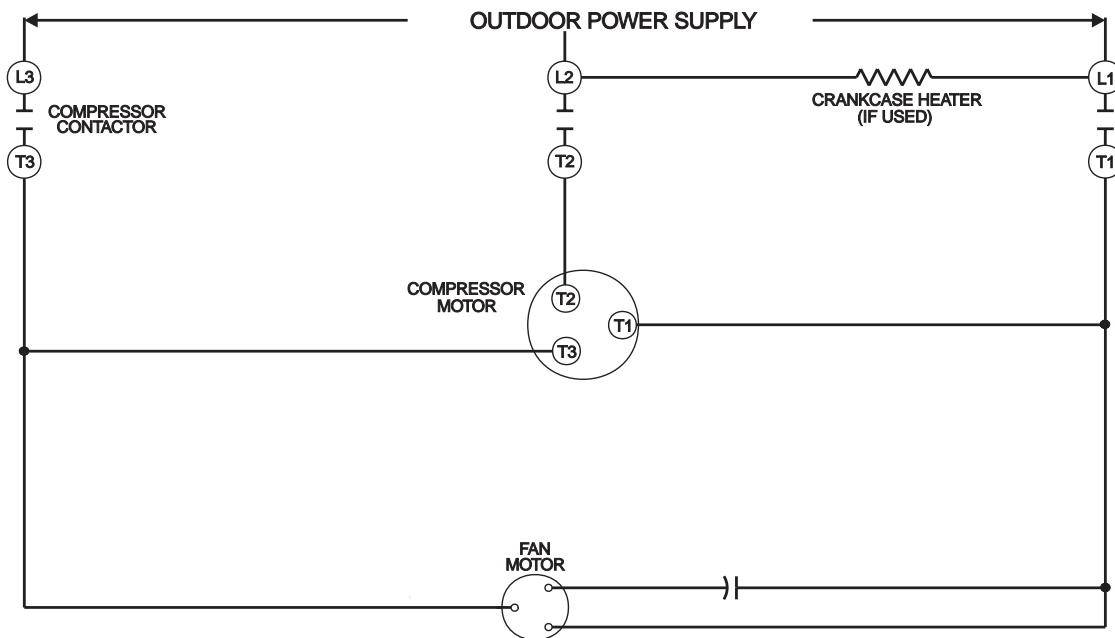 OUTDOOR POWER SUPPLY
L3
L2
L1
COMPRESSOR
CONTACTOR
CRANKCASE HEATER
(IF USED)
T3
T2
T1
COMPRESSOR
MOTOR
T2
T1
T3
FAN
MOTOR